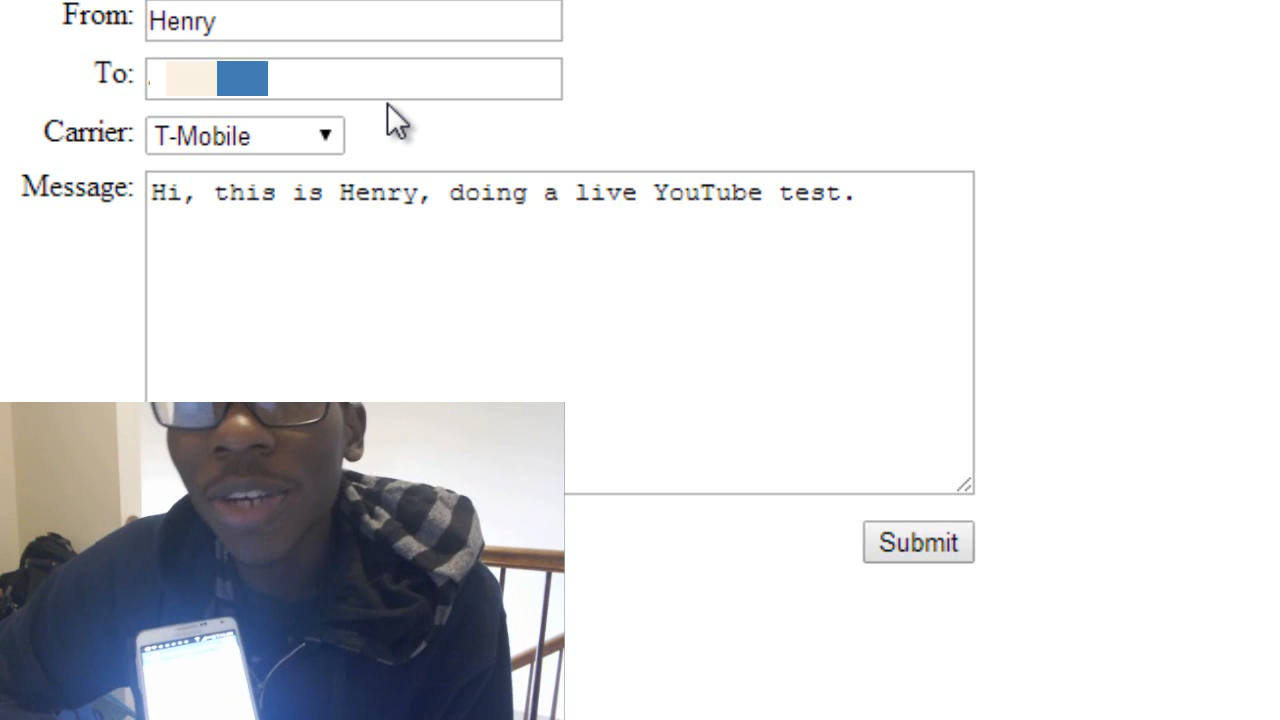 From: Henry
To:
Carrier: T-Mobile
Message: Hi, this is Henry, doing a live YouTube test.
Submit